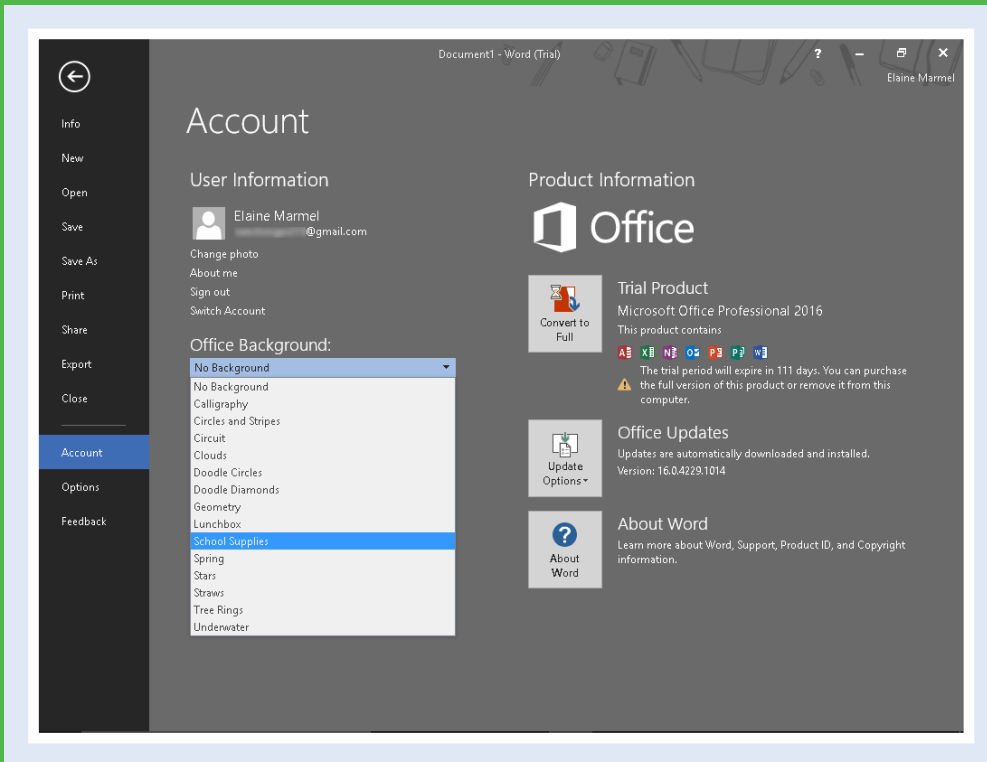 Document1 - Word (Trial)
?
Elaine Marmel
Info
New
Open
Save
Save As
Print
Share
Export
Close
Account
Options
Feedback
Account
User Information
Elaine Marmel
@gmail.com
Change photo
About me
Sign out
Switch Account
Office Background:
No Background
No Background
Calligraphy
Circles and Stripes
Circuit
Clouds
Doodle Circles
Doodle Diamonds
Geometry
Lunchbox
School Supplies
Spring
Stars
Straws
Tree Rings
Underwater
Product Information
Office
Convert to
Full
Trial Product
Microsoft Office Professional 2016
This product contains
The trial period will expire in 111 days. You can purchase
the full version of this product or remove it from this
computer.
Update
Options
Office Updates
Updates are automatically downloaded and installed.
Version: 16.0.4229.1014
?
About
Word
About Word
Learn more about Word, Support, Product ID, and Copyright
information.